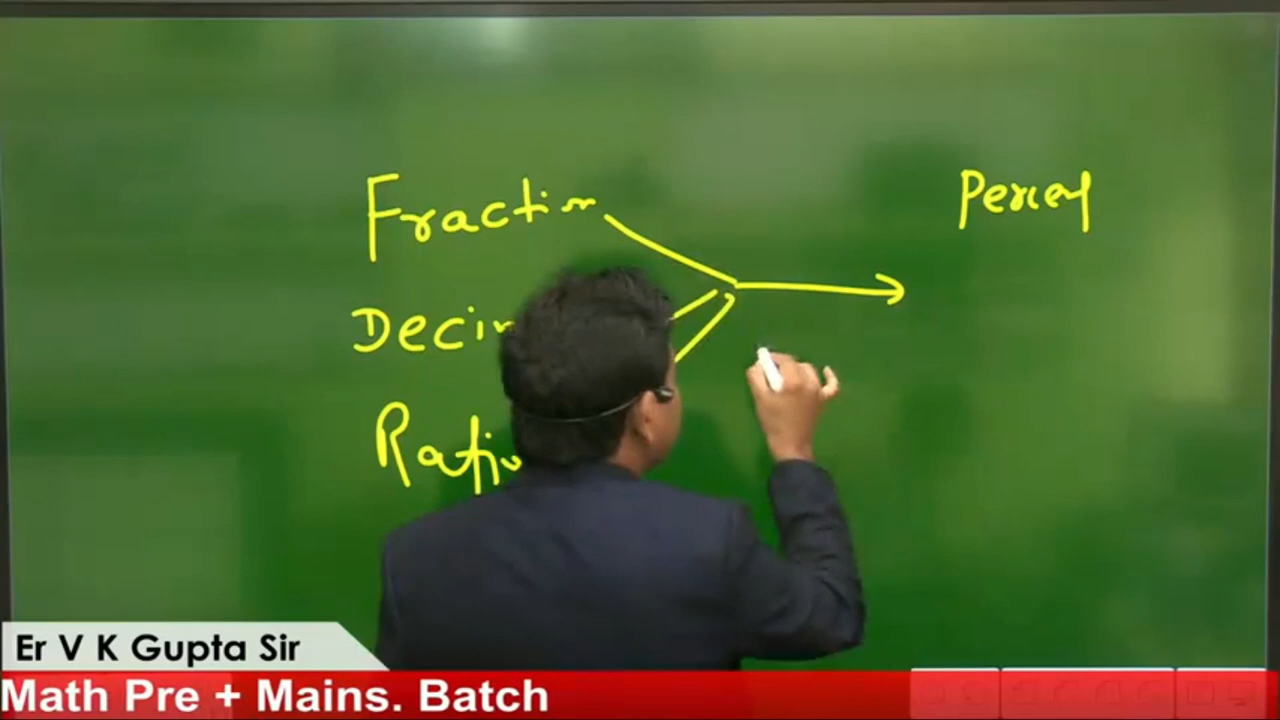 Fraction
Percent
Decim
Ratio
Er V K Gupta Sir
Math Pre + Mains. Batch